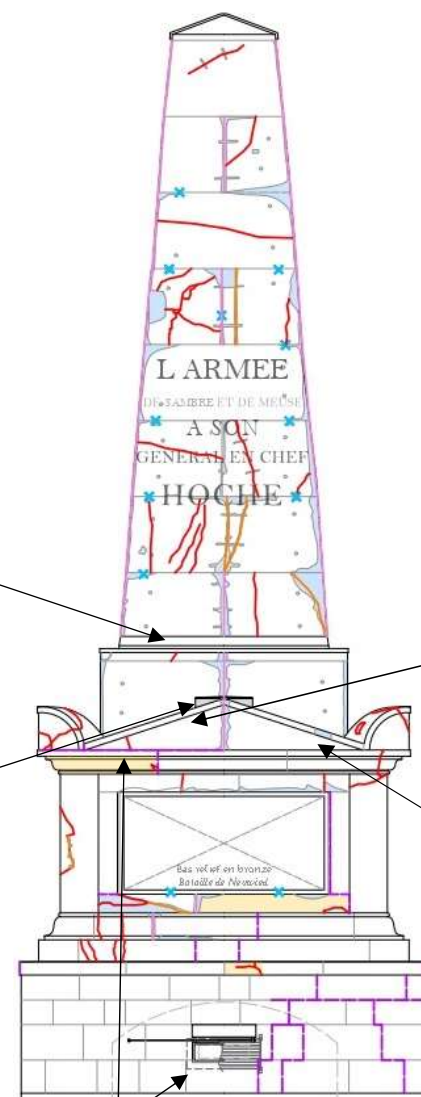 L ARMEE
DE SAMBRE ET DE MEUSE
A SON
GENERAL EN CHEF
HOCHE
Bas relief en bronze
Bataille de Neuwied